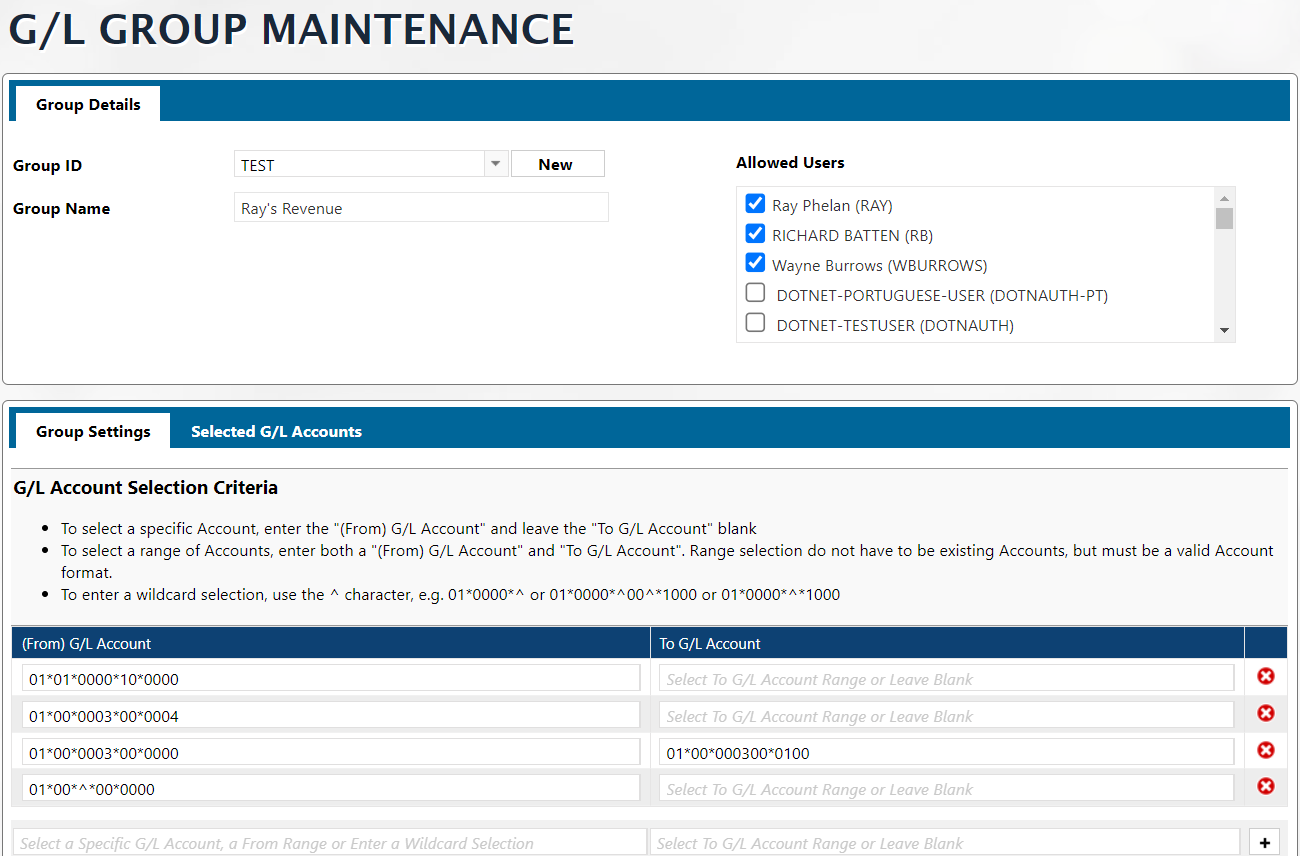 G/L GROUP MAINTENANCE
Group Details
Group ID
TEST
New
Group Name
Ray's Revenue
Allowed Users
Ray Phelan (RAY)
RICHARD BATTEN (RB)
Wayne Burrows (WBURROWS)
DOTNET-PORTUGUESE-USER (DOTNAUTH-PT)
DOTNET-TESTUSER (DOTNAUTH)
Group Settings
Selected G/L Accounts
G/L Account Selection Criteria
To select a specific Account, enter the "(From) G/L Account" and leave the "To G/L Account" blank
To select a range of Accounts, enter both a "(From) G/L Account" and "To G/L Account". Range selection do not have to be existing Accounts, but must be a valid Account
format.
To enter a wildcard selection, use the ^ character, e.g. 01*0000*^ or 01*0000*^00^*1000 or 01*0000*^*1000
(From) G/L Account To G/L Account
01*01*0000*10*0000 Select To G/L Account Range or Leave Blank
01*00*0003*00*0004 Select To G/L Account Range or Leave Blank
01*00*0003*00*0000 01*00*000300*0100
01*00*^*00*0000 Select To G/L Account Range or Leave Blank
Select a Specific G/L Account, a From Range or Enter a Wildcard Selection Select To G/L Account Range or Leave Blank +